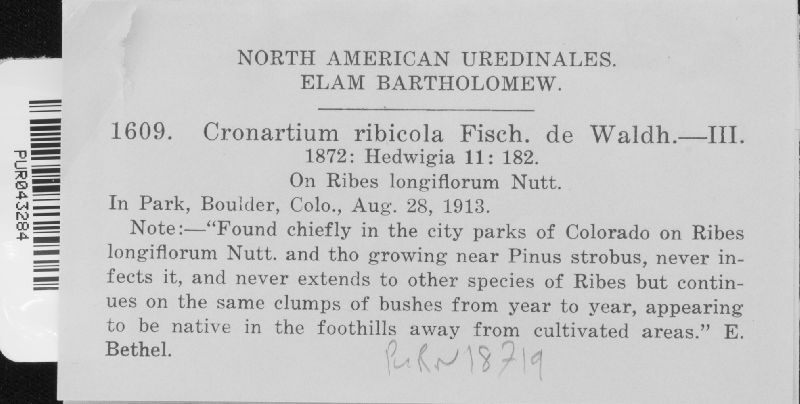 NORTH AMERICAN UREDINALES.
ELAM BARTHOLOMEW.
1609. Cronartium ribicola Fisch. de Waldh.—III.
1872: Hedwigia 11: 182.
On Ribes longiflorum Nutt.
In Park, Boulder, Colo., Aug. 28, 1913.
Note:—“Found chiefly in the city parks of Colorado on Ribes
longiflorum Nutt. and tho growing near Pinus strobus, never in-
fects it, and never extends to other species of Ribes but contin-
ues on the same clumps of bushes from year to year, appearing
to be native in the foothills away from cultivated areas.” E.
Bethel.
PUR N18719
PUR043284